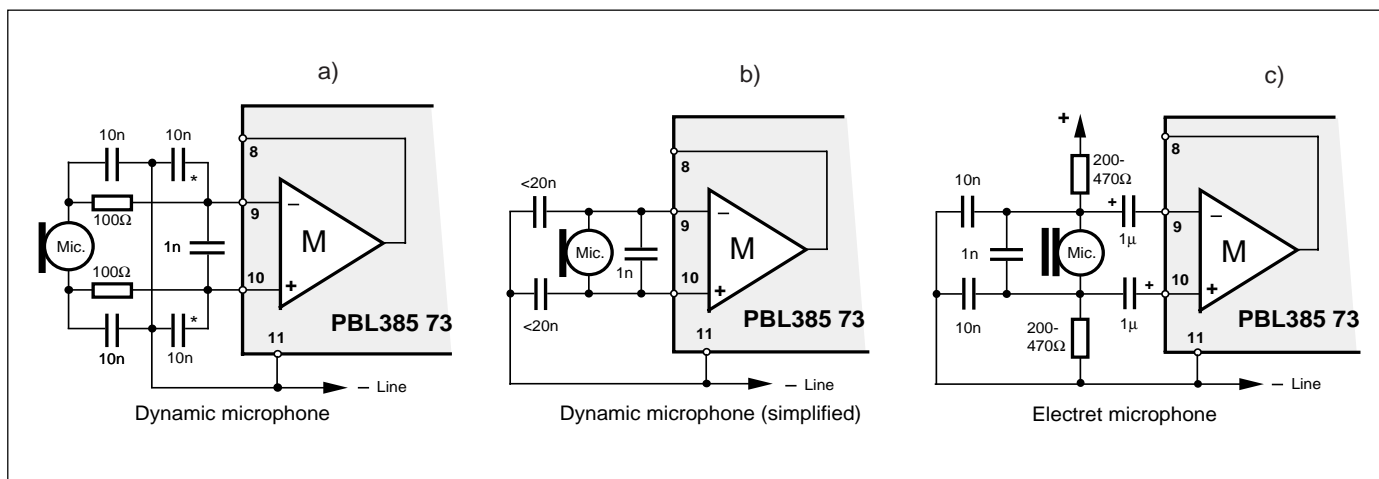 a)
10n
10n
*
8
100Ω
9
−
Mic.
M
1n
100Ω
10
+
*
10n
10n
PBL385 73
11
– Line
Dynamic microphone
b)
8
<20n
9
−
Mic.
M
1n
10
+
<20n
PBL385 73
11
– Line
Dynamic microphone (simplified)
c)
+
8
200-
470Ω
10n
+
1µ
9
−
1n
Mic.
M
10
+
+
10n
1µ
200-
470Ω
PBL385 73
11
– Line
Electret microphone